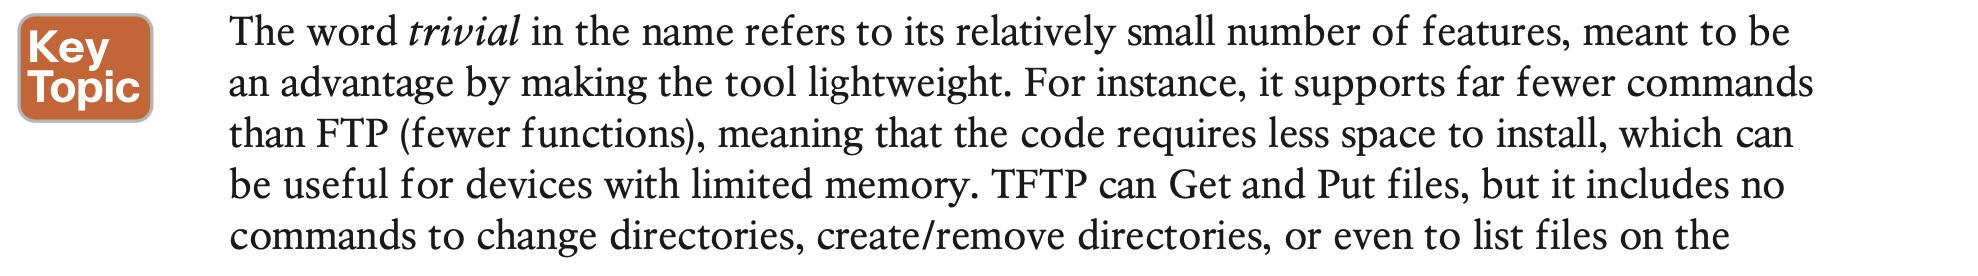 Key
Topic
The word trivial in the name refers to its relatively small number of features, meant to be
an advantage by making the tool lightweight. For instance, it supports far fewer commands
than FTP (fewer functions), meaning that the code requires less space to install, which can
be useful for devices with limited memory. TFTP can Get and Put files, but it includes no
commands to change directories, create/remove directories, or even to list files on the